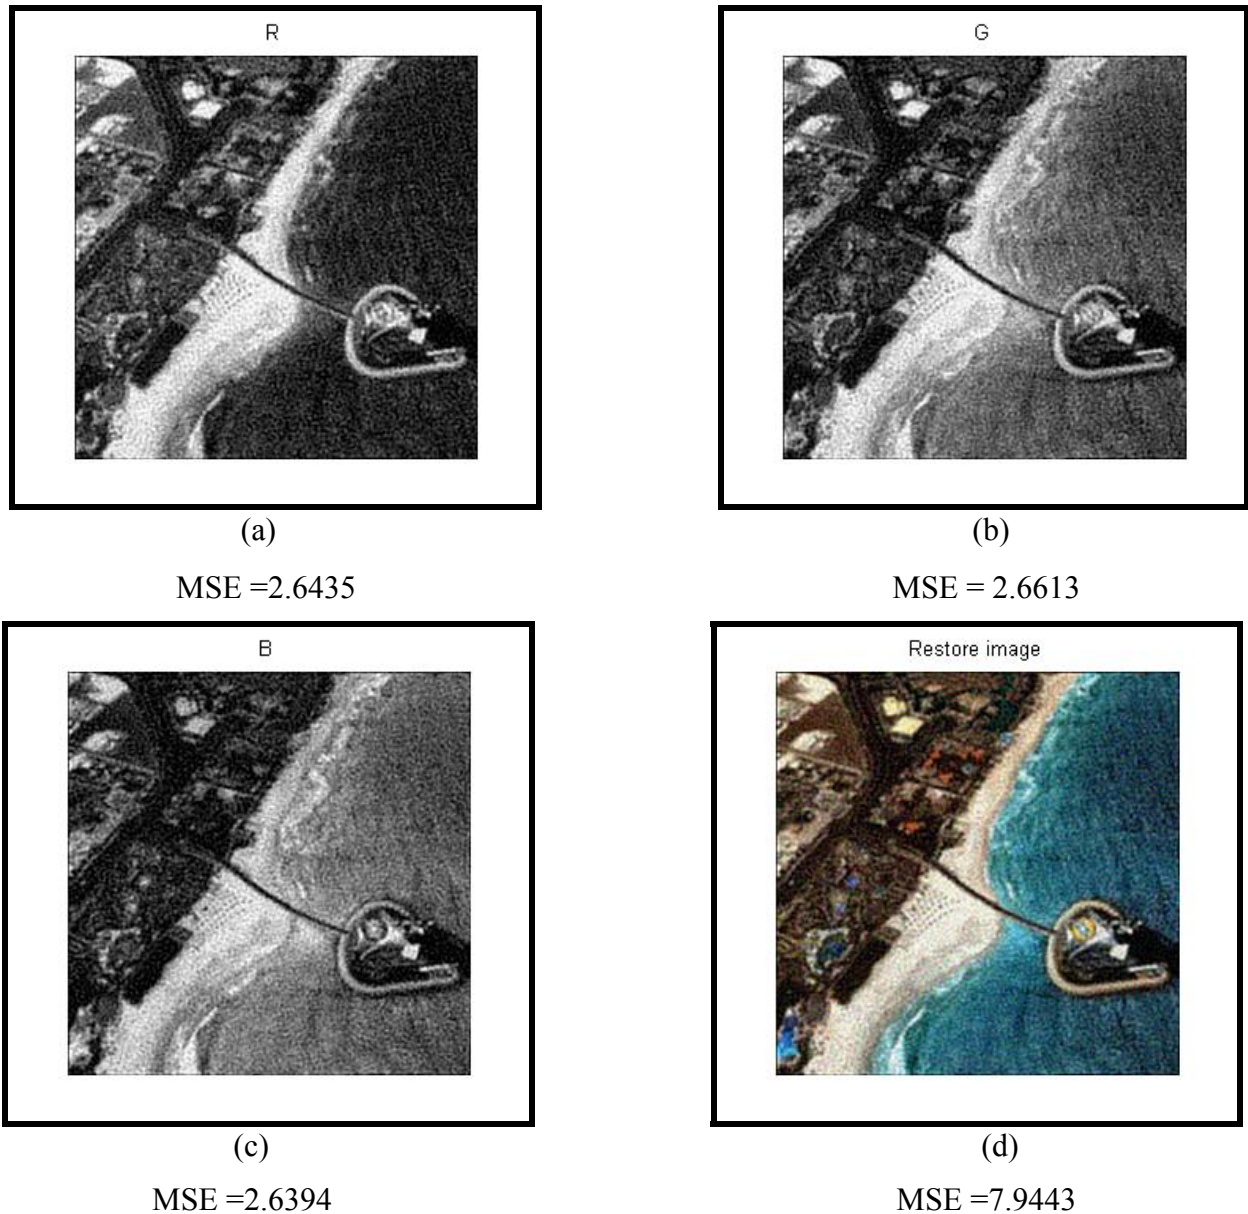 R
G
(a)
(b)
MSE =2.6435
MSE = 2.6613
B
Restore image
(c)
(d)
MSE =2.6394
MSE =7.9443